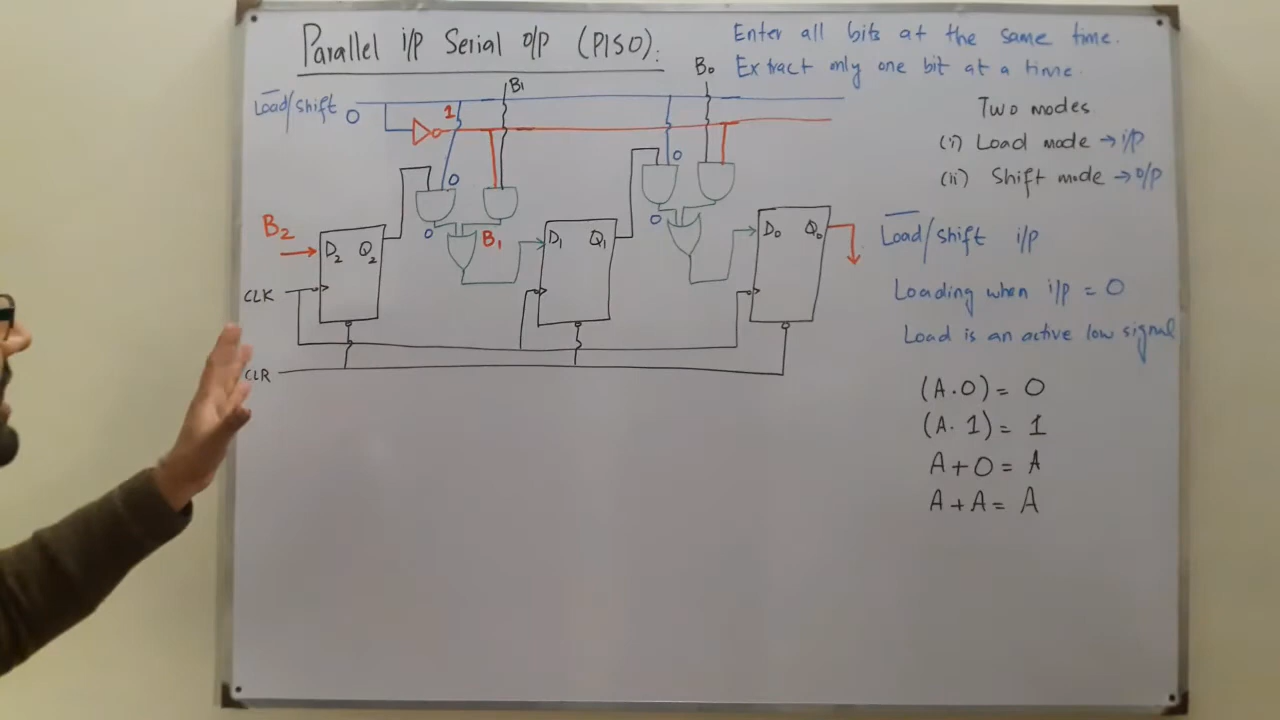 Parallel i/p Serial o/p (PISO):
Enter all bits at the same time.
Extract only one bit at a time.
B₁
B₀
L̅o̅a̅d̅/shift 0
1
0
0
0
0
B₂
B₁
D₂ Q₂
D₁ Q₁
D₀ Q₀
CLK
CLR
Two modes
(i) Load mode → i/p
(ii) Shift mode → o/p
L̅o̅a̅d̅/shift i/p
Loading when i/p = 0
Load is an active low signal
(A.0) = 0
(A.1) = 1
A+0 = A
A+A = A